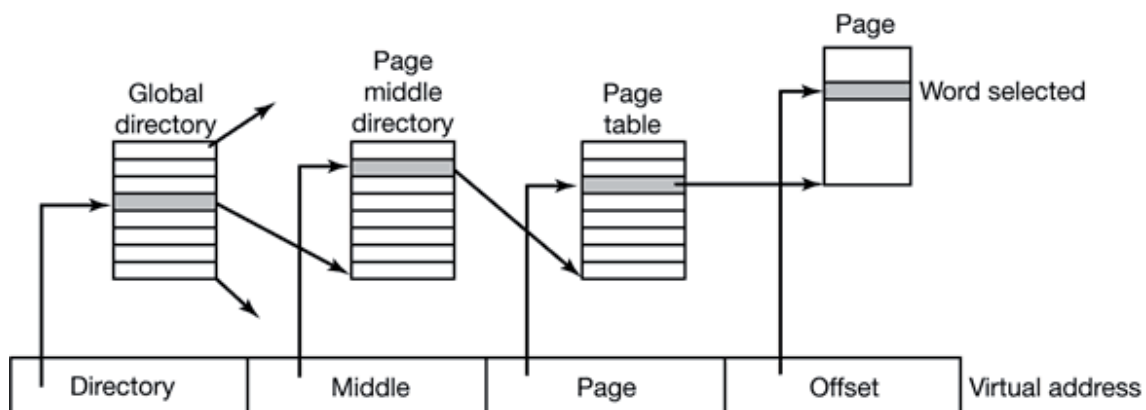 Global
directory
Page
middle
directory
Page
table
Page
Word selected
Directory
Middle
Page
Offset
Virtual address